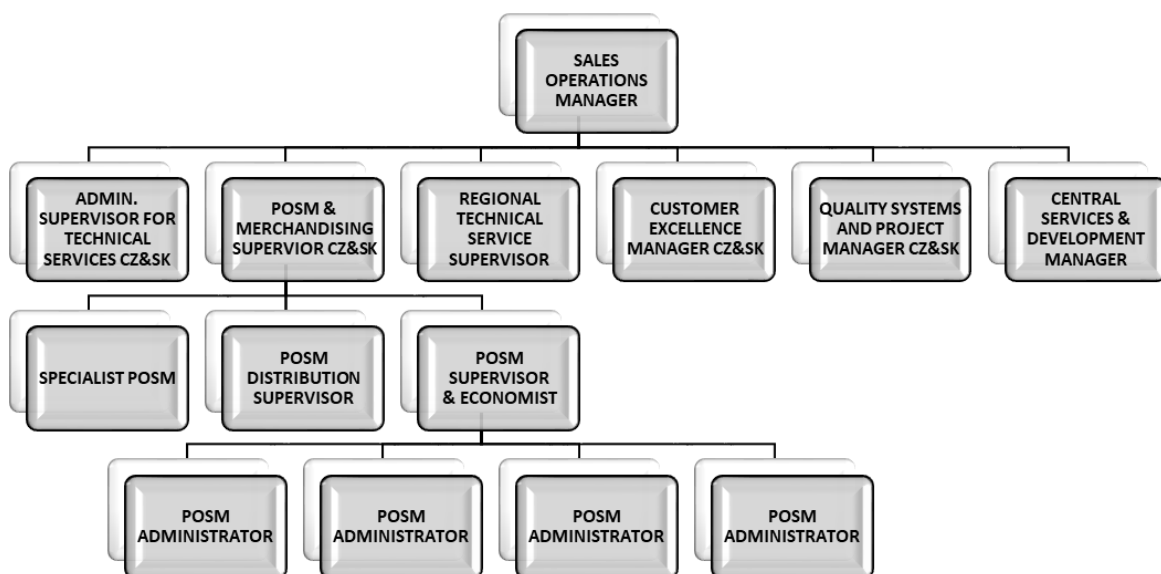 SALES
OPERATIONS
MANAGER
ADMIN.
SUPERVISOR FOR
TECHNICAL
SERVICES CZ&SK
POSM &
MERCHANDISING
SUPERVIOR CZ&SK
REGIONAL
TECHNICAL
SERVICE
SUPERVISOR
CUSTOMER
EXCELLENCE
MANAGER CZ&SK
QUALITY SYSTEMS
AND PROJECT
MANAGER CZ&SK
CENTRAL
SERVICES &
DEVELOPMENT
MANAGER
SPECIALIST POSM
POSM
DISTRIBUTION
SUPERVISOR
POSM
SUPERVISOR
& ECONOMIST
POSM
ADMINISTRATOR
POSM
ADMINISTRATOR
POSM
ADMINISTRATOR
POSM
ADMINISTRATOR